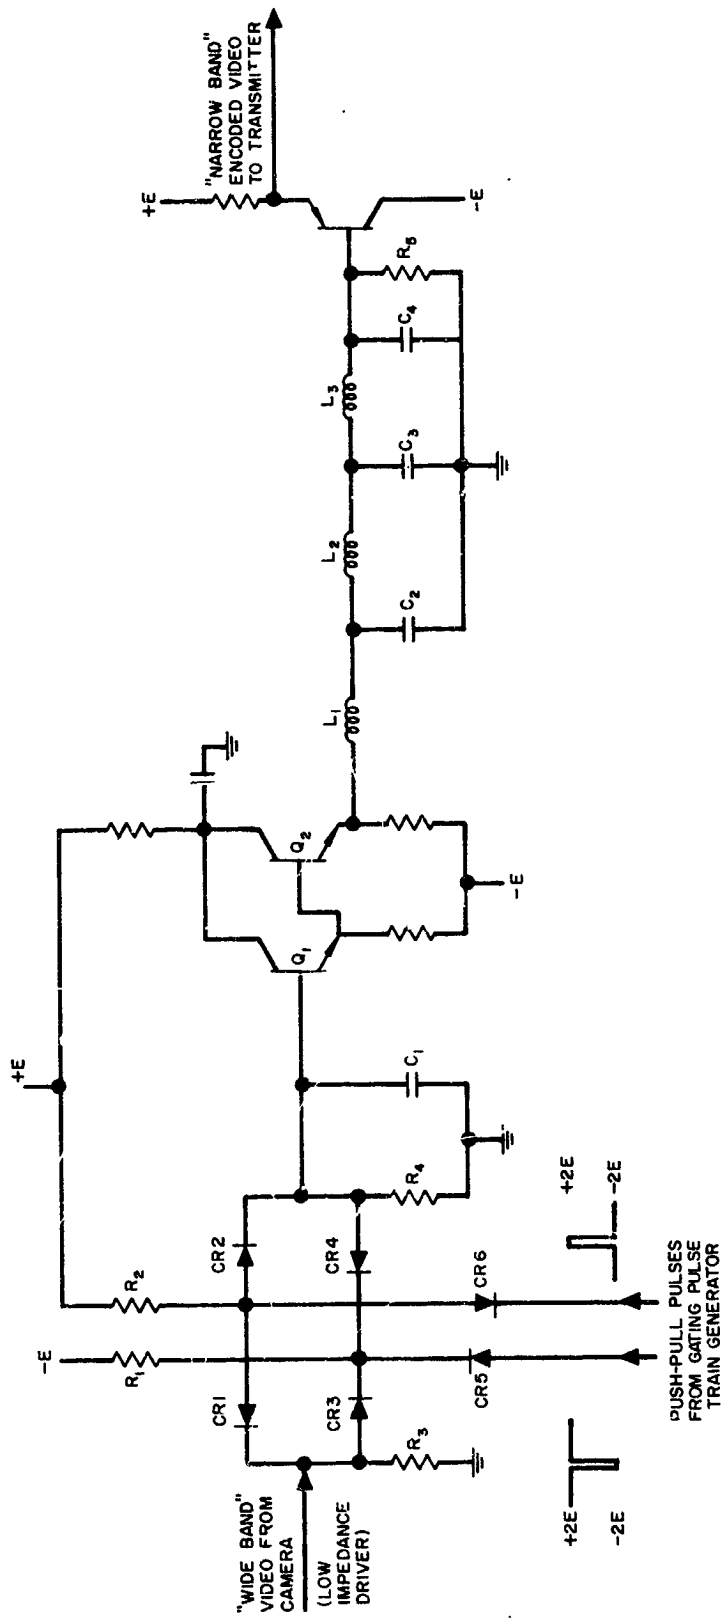 "WIDE BAND"
VIDEO FROM
CAMERA
(LOW
IMPEDANCE
DRIVER)
-E
R1
R2
+E
CR1
CR2
CR3
CR4
R3
R4
CR5
CR6
+2E
-2E
+2E
-2E
PUSH-PULL PULSES
FROM GATING PULSE
TRAIN GENERATOR
C1
Q1
Q2
-E
L1
L2
L3
C2
C3
C4
R5
+E
-E
"NARROW BAND"
ENCODED VIDEO
TO TRANSMITTER